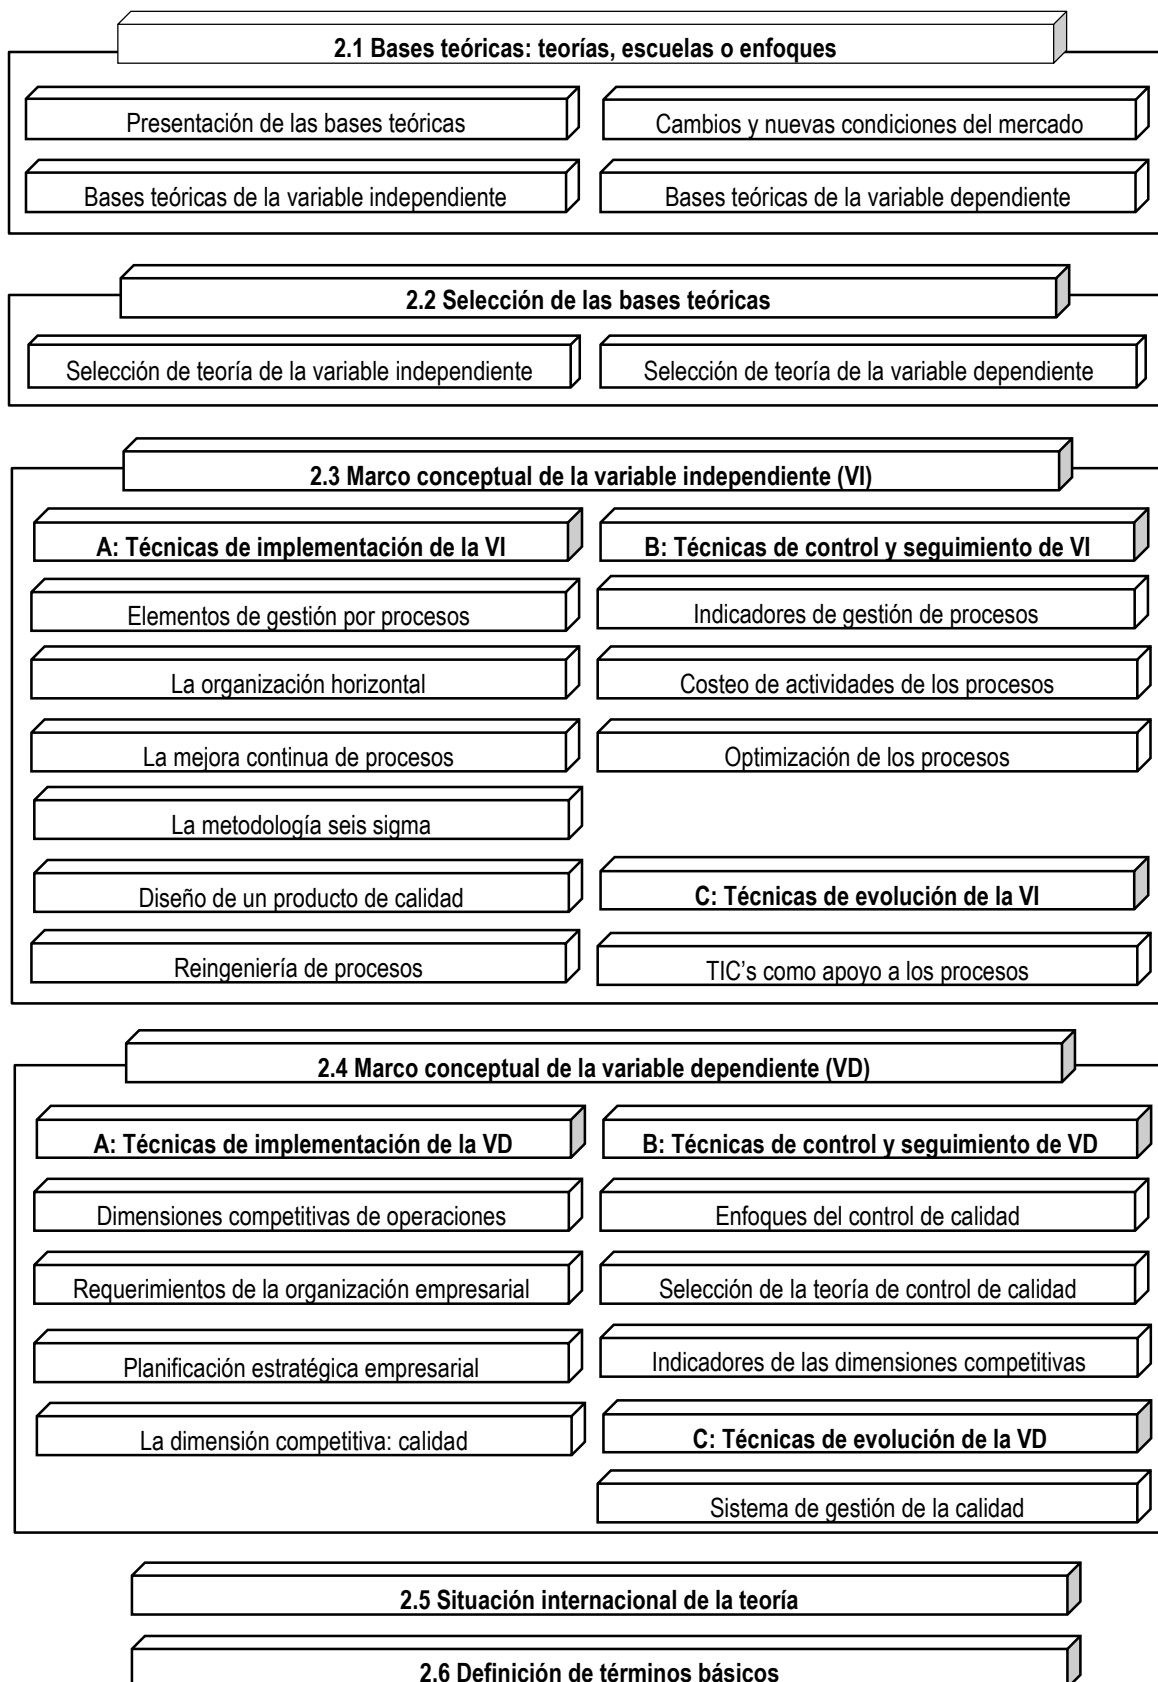 2.1 Bases teóricas: teorías, escuelas o enfoques
Presentación de las bases teóricas
Cambios y nuevas condiciones del mercado
Bases teóricas de la variable independiente
Bases teóricas de la variable dependiente
2.2 Selección de las bases teóricas
Selección de teoría de la variable independiente
Selección de teoría de la variable dependiente
2.3 Marco conceptual de la variable independiente (VI)
A: Técnicas de implementación de la VI
Elementos de gestión por procesos
La organización horizontal
La mejora continua de procesos
La metodología seis sigma
Diseño de un producto de calidad
Reingeniería de procesos
B: Técnicas de control y seguimiento de VI
Indicadores de gestión de procesos
Costeo de actividades de los procesos
Optimización de los procesos
C: Técnicas de evolución de la VI
TIC's como apoyo a los procesos
2.4 Marco conceptual de la variable dependiente (VD)
A: Técnicas de implementación de la VD
Dimensiones competitivas de operaciones
Requerimientos de la organización empresarial
Planificación estratégica empresarial
La dimensión competitiva: calidad
B: Técnicas de control y seguimiento de VD
Enfoques del control de calidad
Selección de la teoría de control de calidad
Indicadores de las dimensiones competitivas
C: Técnicas de evolución de la VD
Sistema de gestión de la calidad
2.5 Situación internacional de la teoría
2.6 Definición de términos básicos